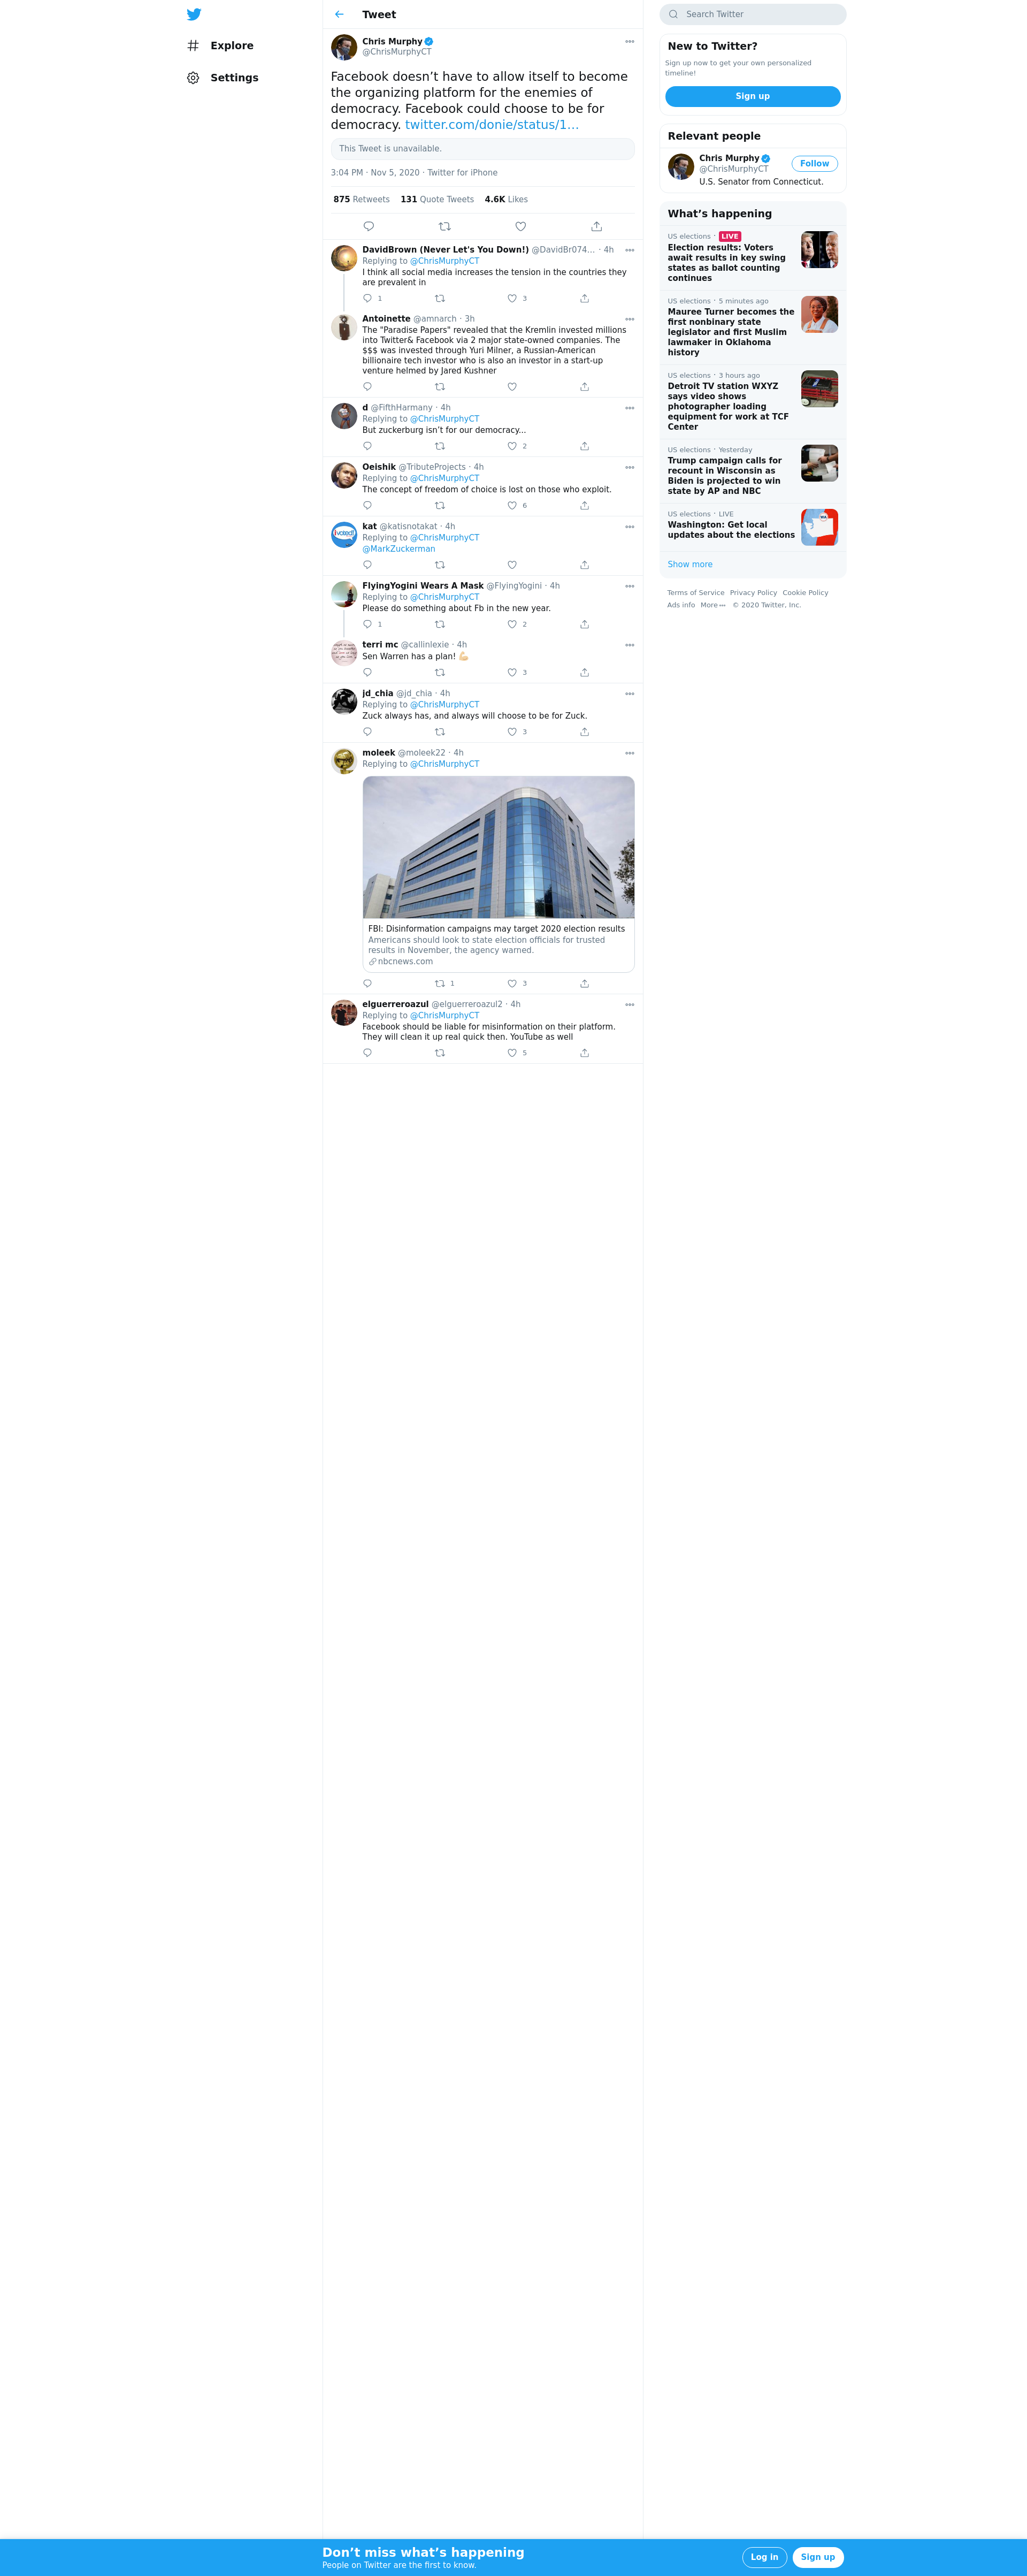 Explore
Settings
Tweet
Chris Murphy
@ChrisMurphyCT
Facebook doesn’t have to allow itself to become
the organizing platform for the enemies of
democracy. Facebook could choose to be for
democracy. twitter.com/donie/status/1…
This Tweet is unavailable.
3:04 PM · Nov 5, 2020 · Twitter for iPhone
875 Retweets 131 Quote Tweets 4.6K Likes
DavidBrown (Never Let's You Down!) @DavidBr074… · 4h
Replying to @ChrisMurphyCT
I think all social media increases the tension in the countries they
are prevalent in
1 3
Antoinette @amnarch · 3h
The "Paradise Papers" revealed that the Kremlin invested millions
into Twitter& Facebook via 2 major state-owned companies. The
$$$ was invested through Yuri Milner, a Russian-American
billionaire tech investor who is also an investor in a start-up
venture helmed by Jared Kushner
d @FifthHarmany · 4h
Replying to @ChrisMurphyCT
But zuckerburg isn’t for our democracy...
2
Oeishik @TributeProjects · 4h
Replying to @ChrisMurphyCT
The concept of freedom of choice is lost on those who exploit.
6
kat @katisnotakat · 4h
Replying to @ChrisMurphyCT
@MarkZuckerman
FlyingYogini Wears A Mask @FlyingYogini · 4h
Replying to @ChrisMurphyCT
Please do something about Fb in the new year.
1 2
terri mc @callinlexie · 4h
Sen Warren has a plan! 💪🏻
3
jd_chia @jd_chia · 4h
Replying to @ChrisMurphyCT
Zuck always has, and always will choose to be for Zuck.
3
moleek @moleek22 · 4h
Replying to @ChrisMurphyCT
FBI: Disinformation campaigns may target 2020 election results
Americans should look to state election officials for trusted
results in November, the agency warned.
nbcnews.com
1 3
elguerreroazul @elguerreroazul2 · 4h
Replying to @ChrisMurphyCT
Facebook should be liable for misinformation on their platform.
They will clean it up real quick then. YouTube as well
5
Search Twitter
New to Twitter?
Sign up now to get your own personalized
timeline!
Sign up
Relevant people
Chris Murphy
@ChrisMurphyCT
Follow
U.S. Senator from Connecticut.
What’s happening
US elections · LIVE
Election results: Voters
await results in key swing
states as ballot counting
continues
US elections · 5 minutes ago
Mauree Turner becomes the
first nonbinary state
legislator and first Muslim
lawmaker in Oklahoma
history
US elections · 3 hours ago
Detroit TV station WXYZ
says video shows
photographer loading
equipment for work at TCF
Center
US elections · Yesterday
Trump campaign calls for
recount in Wisconsin as
Biden is projected to win
state by AP and NBC
US elections · LIVE
Washington: Get local
updates about the elections
Show more
Terms of Service Privacy Policy Cookie Policy
Ads info More ••• © 2020 Twitter, Inc.
Don’t miss what’s happening
People on Twitter are the first to know.
Log in
Sign up